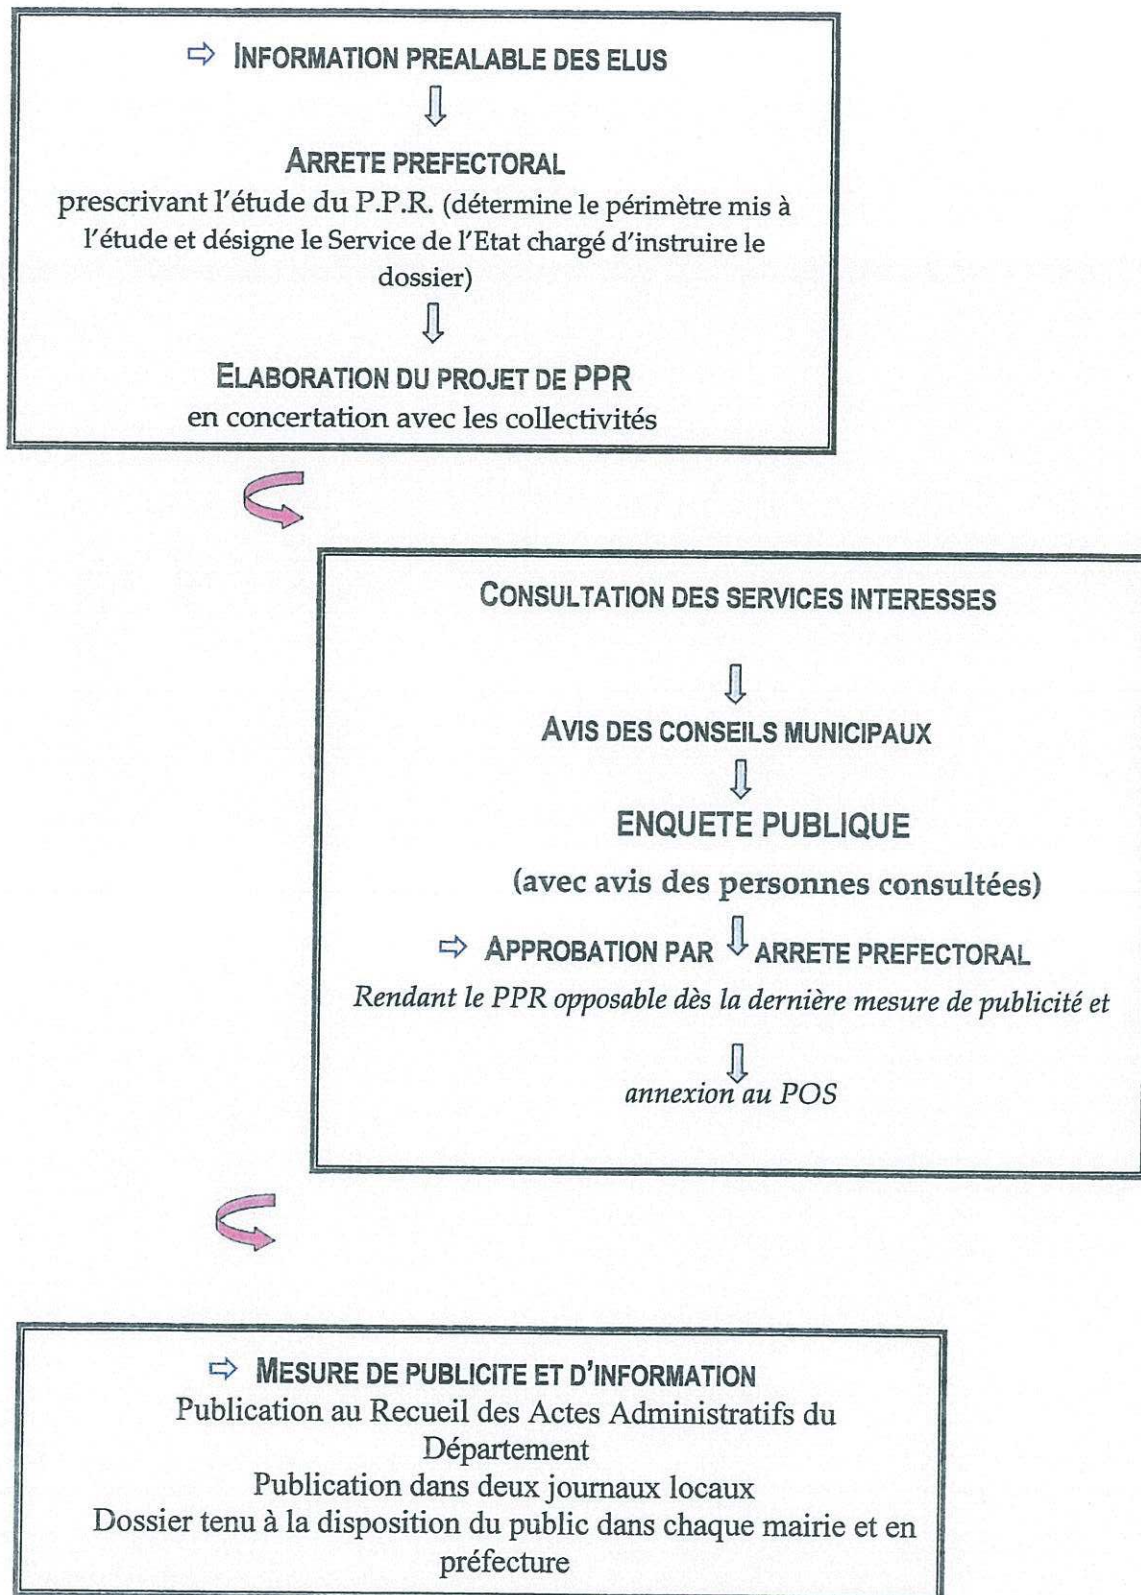 INFORMATION PREALABLE DES ELUS
ARRETE PREFECTORAL
prescrivant l'étude du P.P.R. (détermine le périmètre mis à
l'étude et désigne le Service de l'Etat chargé d'instruire le
dossier)
ELABORATION DU PROJET DE PPR
en concertation avec les collectivités
CONSULTATION DES SERVICES INTERESSES
AVIS DES CONSEILS MUNICIPAUX
ENQUETE PUBLIQUE
(avec avis des personnes consultées)
APPROBATION PAR ARRETE PREFECTORAL
Rendant le PPR opposable dès la dernière mesure de publicité et
annexion au POS
MESURE DE PUBLICITE ET D'INFORMATION
Publication au Recueil des Actes Administratifs du
Département
Publication dans deux journaux locaux
Dossier tenu à la disposition du public dans chaque mairie et en
préfecture